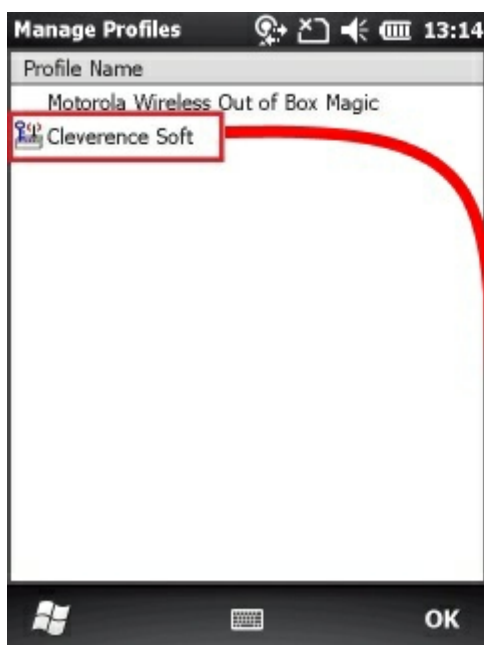 Manage Profiles 13:14
Profile Name
Motorola Wireless Out of Box Magic
Cleverence Soft
OK